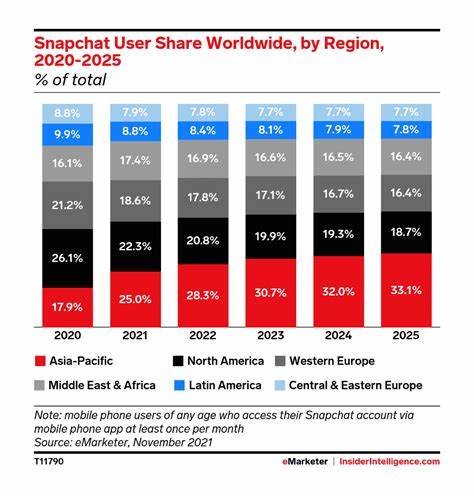 Snapchat User Share Worldwide, by Region,
2020-2025
% of total
8.8% 7.9% 7.8% 7.7% 7.7% 7.7%
9.9% 8.8% 8.4% 8.1% 7.9% 7.8%
16.1% 17.4% 16.9% 16.6% 16.5% 16.4%
21.2% 18.6% 17.8% 17.1% 16.7% 16.4%
26.1% 22.3% 20.8% 19.9% 19.3% 18.7%
17.9% 25.0% 28.3% 30.7% 32.0% 33.1%
2020 2021 2022 2023 2024 2025
Asia-Pacific North America Western Europe
Middle East & Africa Latin America Central & Eastern Europe
Note: mobile phone users of any age who access their Snapchat account via
mobile phone app at least once per month
Source: eMarketer, November 2021
T11790 eMarketer | InsiderIntelligence.com